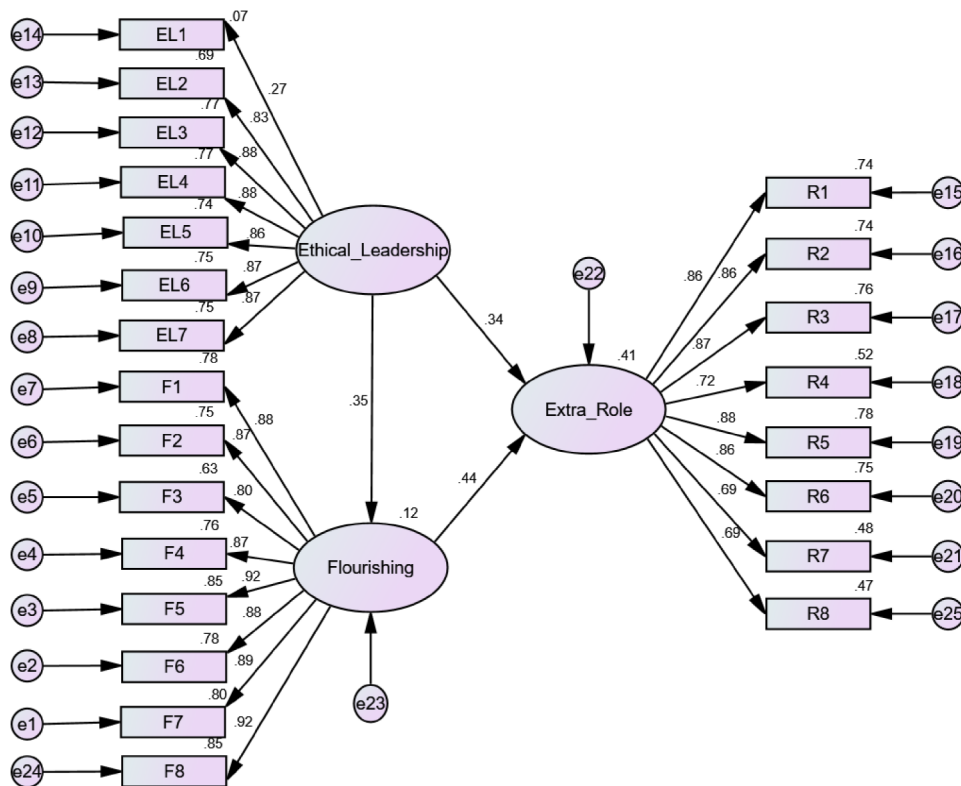 e14 EL1 .07
e13 EL2 .69
e12 EL3 .77
e11 EL4 .77
e10 EL5 .74
e9 EL6 .75
e8 EL7 .75
e7 F1 .78
e6 F2 .75
e5 F3 .63
e4 F4 .76
e3 F5 .85
e2 F6 .78
e1 F7 .80
e24 F8 .85
.27
.83
.88
.88
.86
.87
.87
Ethical_Leadership
.88
.87
.80
.87
.92
.88
.89
.92
Flourishing
.12
e23
.35
.34
.44
e22
.41
Extra_Role
.86
.86
.87
.72
.88
.86
.69
.69
.74
R1 e15
.74
R2 e16
.76
R3 e17
.52
R4 e18
.78
R5 e19
.75
R6 e20
.48
R7 e21
.47
R8 e25